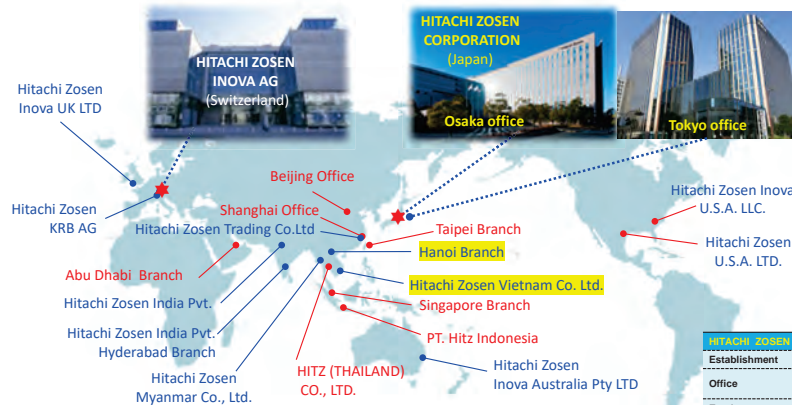 HITACHI ZOSEN
INOVA AG
(Switzerland)
HITACHI ZOSEN
CORPORATION
(Japan)
Osaka office
Tokyo office
Hitachi Zosen
Inova UK LTD
Hitachi Zosen
KRB AG
Beijing Office
Shanghai Office
Hitachi Zosen Trading Co.Ltd
Taipei Branch
Hanoi Branch
Abu Dhabi Branch
Hitachi Zosen Vietnam Co. Ltd.
Hitachi Zosen India Pvt.
Singapore Branch
Hitachi Zosen India Pvt.
Hyderabad Branch
PT. Hitz Indonesia
HITZ (THAILAND)
CO., LTD.
Hitachi Zosen
Myanmar Co., Ltd.
Hitachi Zosen
Inova Australia Pty LTD
Hitachi Zosen Inova
U.S.A. LLC.
Hitachi Zosen
U.S.A. LTD.
HITACHI ZOSEN
Establishment
Office